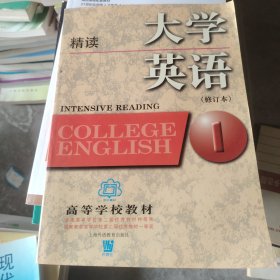 精读
大学
英语
（修订本）
INTENSIVE READING
COLLEGE
ENGLISH
1
高等学校教材
上海外语教育出版社
现